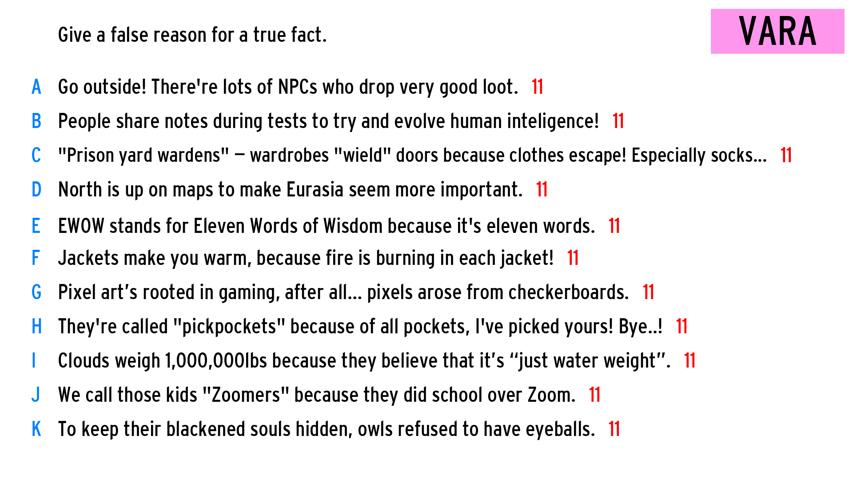 Give a false reason for a true fact.
VARA
A Go outside! There're lots of NPCs who drop very good loot. 11
B People share notes during tests to try and evolve human inteligence! 11
C "Prison yard wardens" – wardrobes "wield" doors because clothes escape! Especially socks... 11
D North is up on maps to make Eurasia seem more important. 11
E EWOW stands for Eleven Words of Wisdom because it's eleven words. 11
F Jackets make you warm, because fire is burning in each jacket! 11
G Pixel art’s rooted in gaming, after all... pixels arose from checkerboards. 11
H They're called "pickpockets" because of all pockets, I've picked yours! Bye..! 11
I Clouds weigh 1,000,000lbs because they believe that it’s “just water weight”. 11
J We call those kids "Zoomers" because they did school over Zoom. 11
K To keep their blackened souls hidden, owls refused to have eyeballs. 11